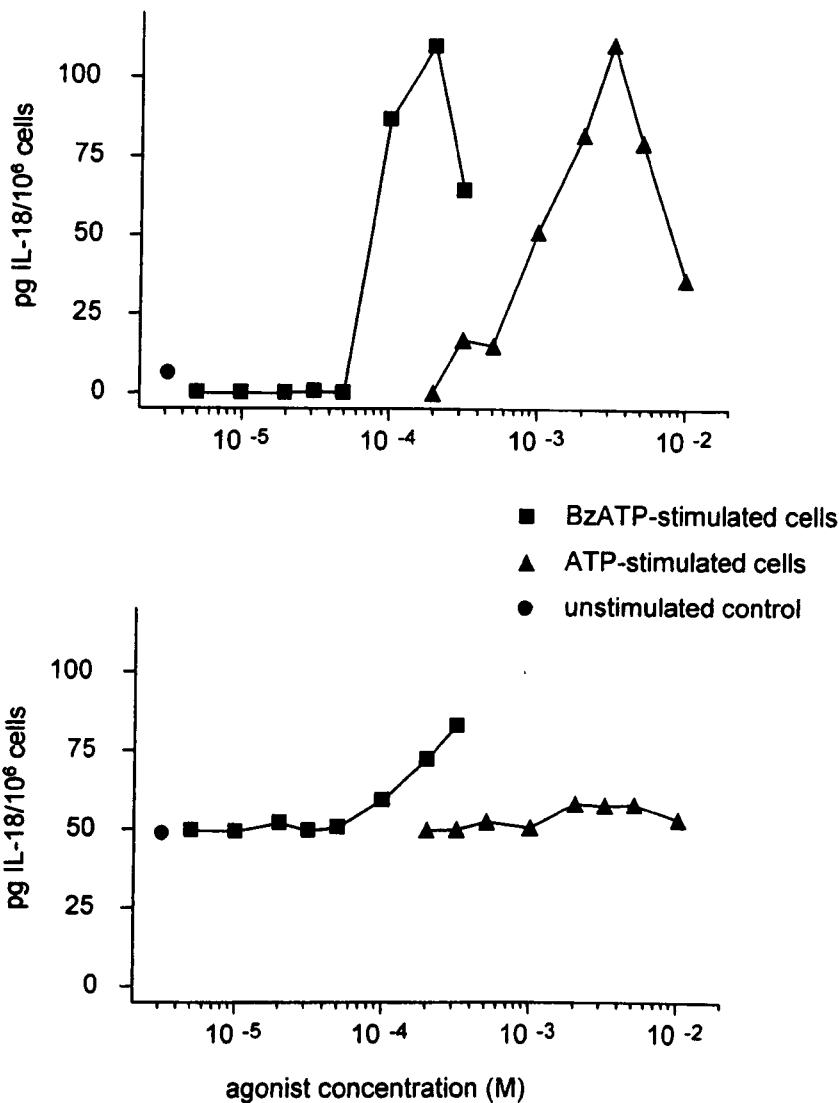 100
75
50
25
0
pg IL-18/10⁶ cells
10⁻⁵ 10⁻⁴ 10⁻³ 10⁻²
BzATP-stimulated cells
ATP-stimulated cells
unstimulated control
100
75
50
25
0
pg IL-18/10⁶ cells
10⁻⁵ 10⁻⁴ 10⁻³ 10⁻²
agonist concentration (M)